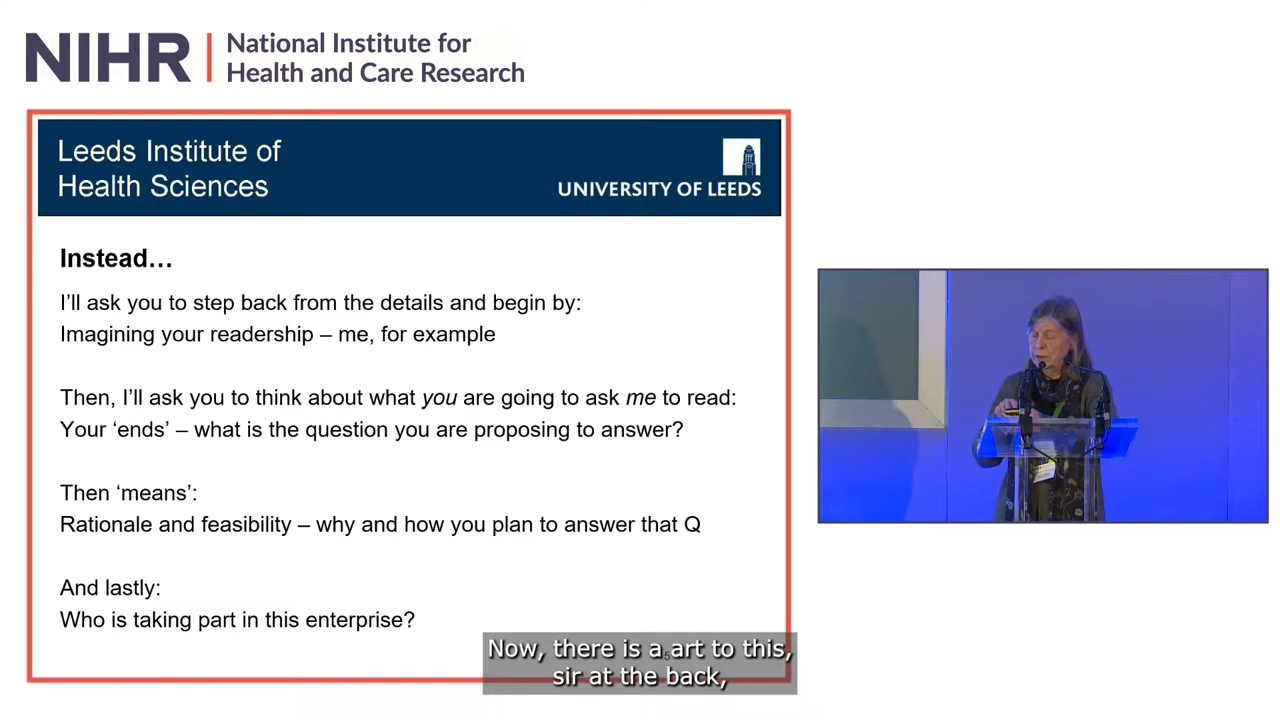 NIHR
National Institute for
Health and Care Research
Leeds Institute of
Health Sciences
UNIVERSITY OF LEEDS
Instead…
I’ll ask you to step back from the details and begin by:
Imagining your readership – me, for example
Then, I’ll ask you to think about what you are going to ask me to read:
Your ‘ends’ – what is the question you are proposing to answer?
Then ‘means’:
Rationale and feasibility – why and how you plan to answer that Q
And lastly:
Who is taking part in this enterprise?
5
Now, there is a art to this,
sir at the back,